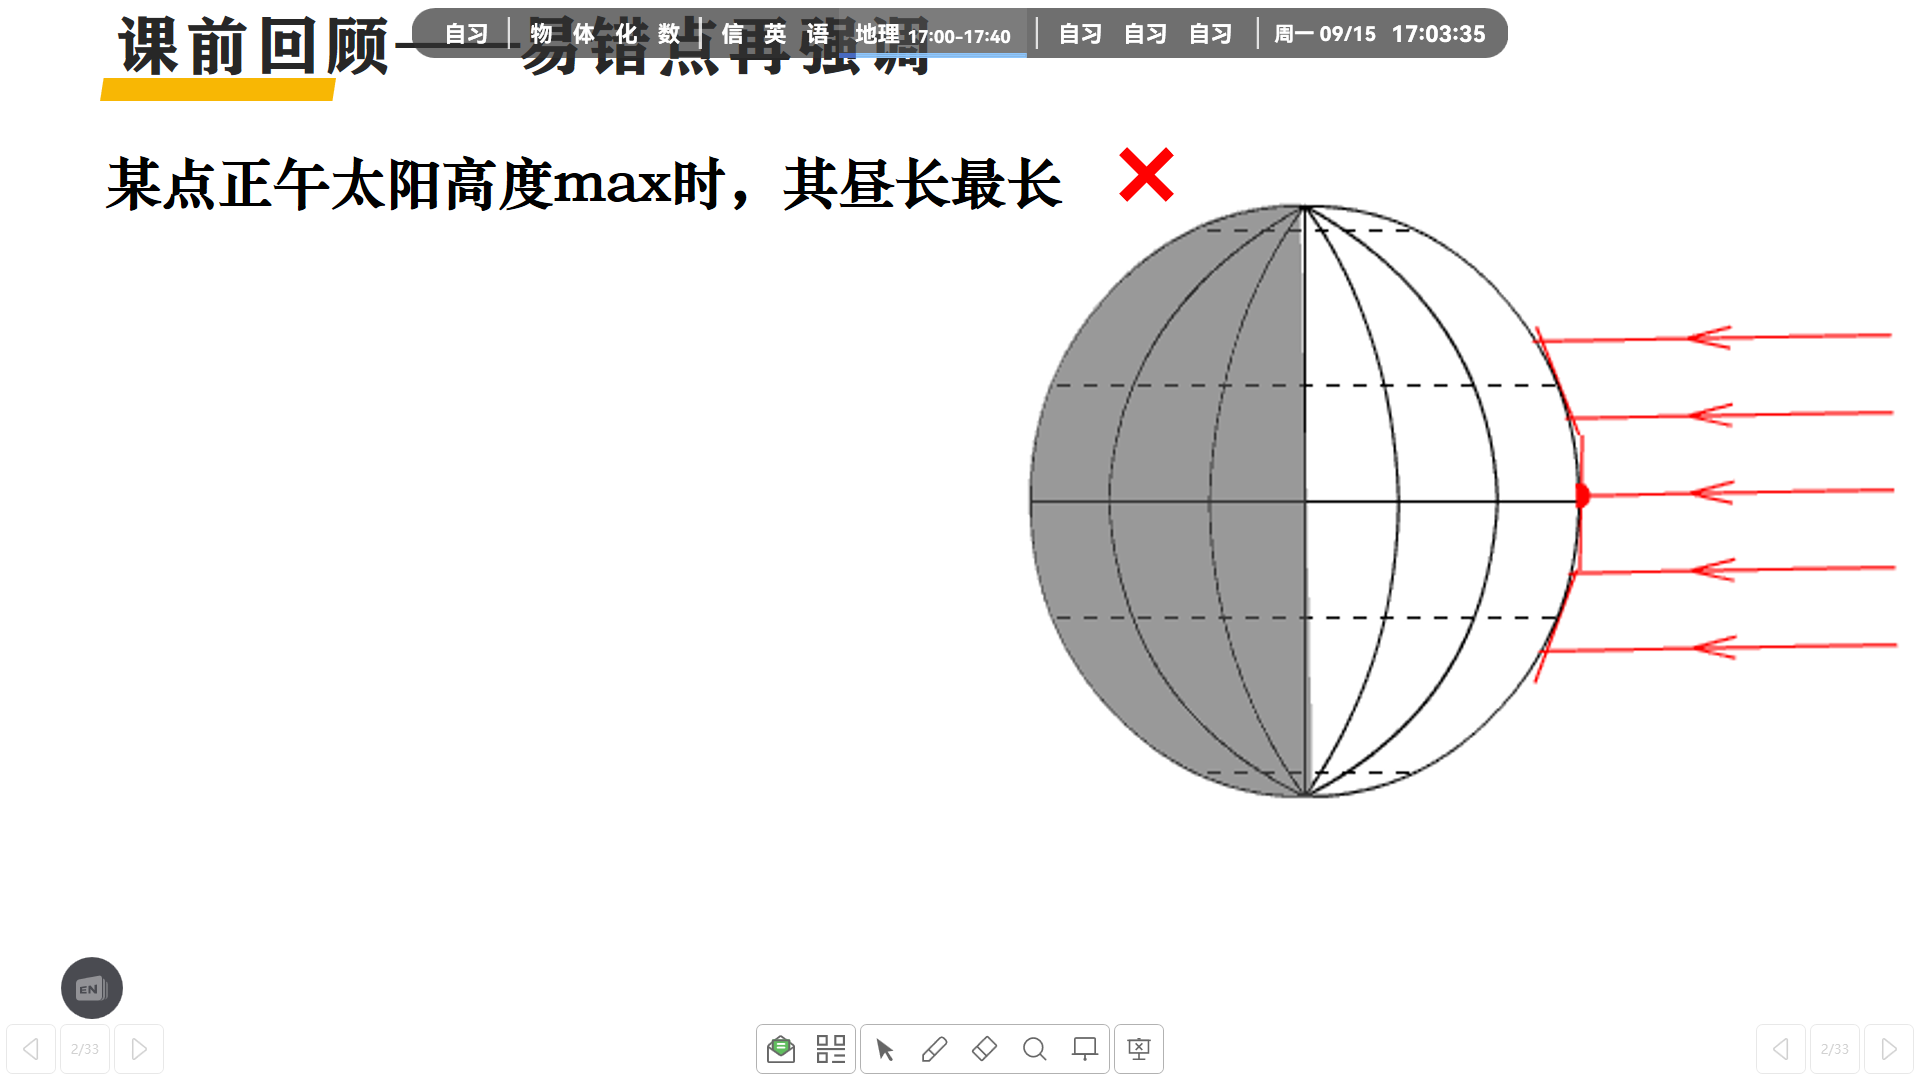 课前回顾——易错点再强调
自习 物 体 化 数 信 英 语 地理 17:00-17:40 自习 自习 自习 周一 09/15 17:03:35
某点正午太阳高度max时，其昼长最长
EN
2/33
2/33